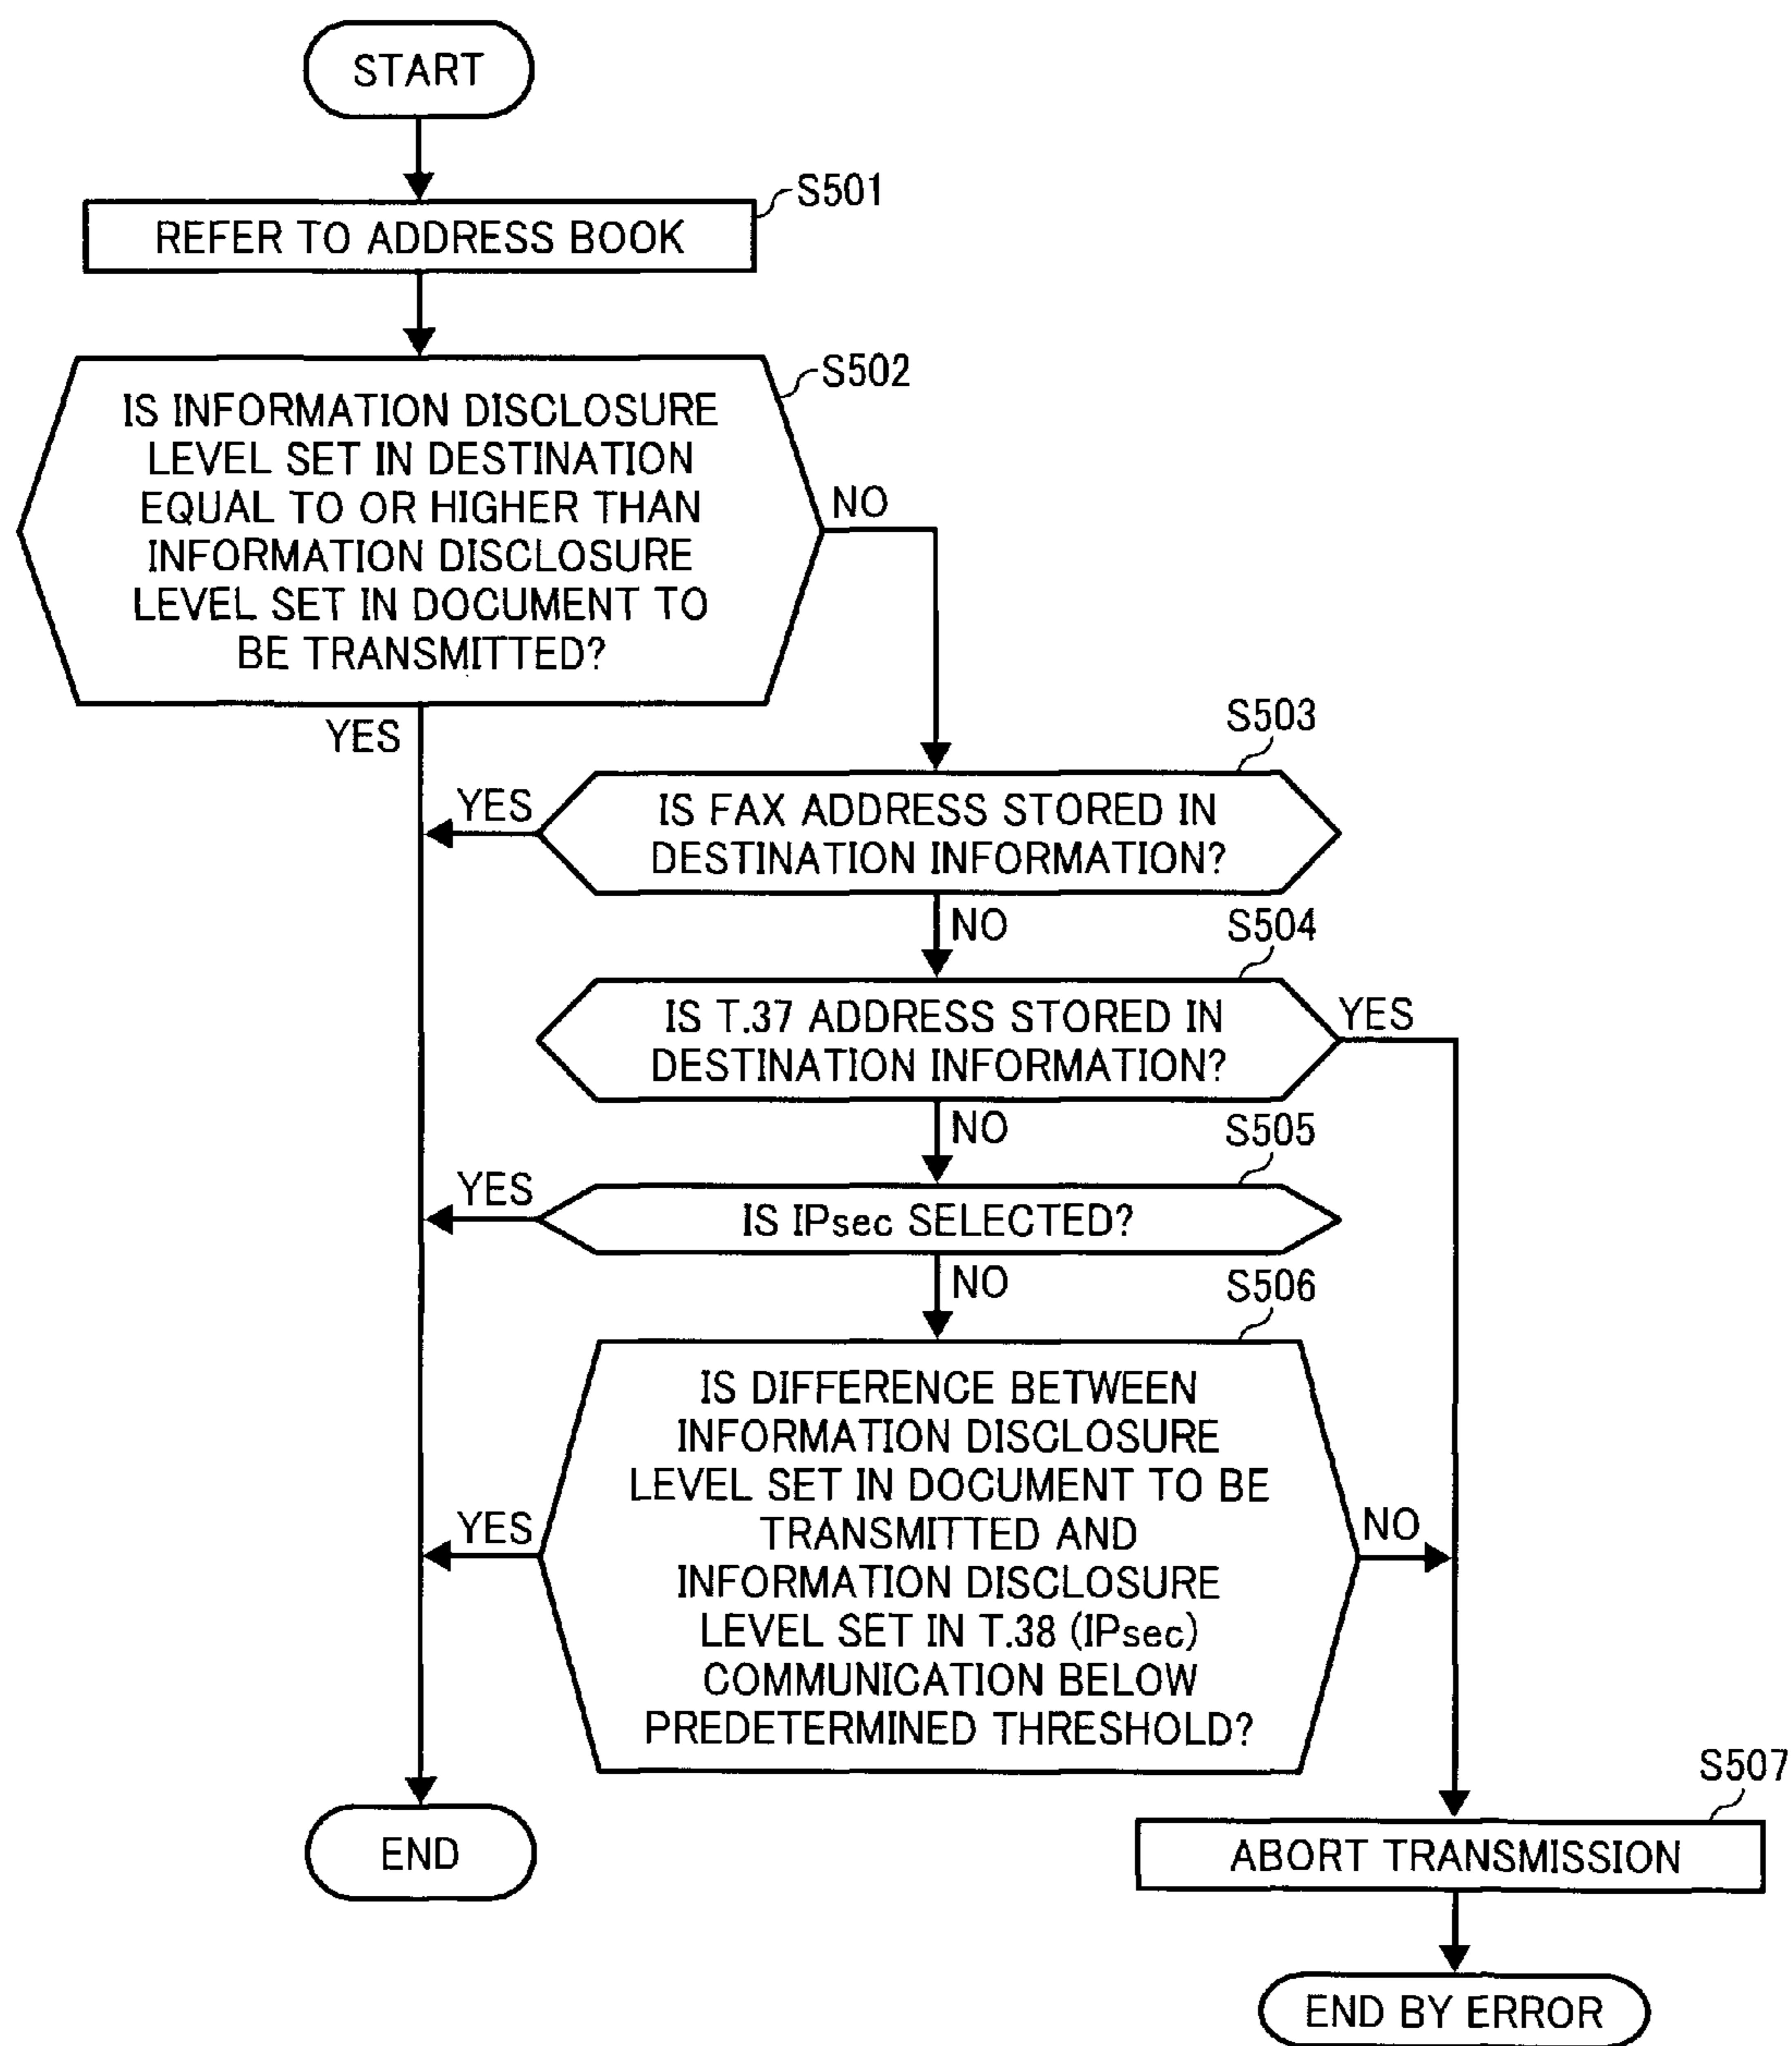 START
S501
REFER TO ADDRESS BOOK
S502
IS INFORMATION DISCLOSURE
LEVEL SET IN DESTINATION
EQUAL TO OR HIGHER THAN
INFORMATION DISCLOSURE
LEVEL SET IN DOCUMENT TO
BE TRANSMITTED?
NO
YES
S503
YES
IS FAX ADDRESS STORED IN
DESTINATION INFORMATION?
NO
S504
IS T.37 ADDRESS STORED IN
DESTINATION INFORMATION?
YES
NO
S505
YES
IS IPsec SELECTED?
NO
S506
IS DIFFERENCE BETWEEN
INFORMATION DISCLOSURE
LEVEL SET IN DOCUMENT TO BE
TRANSMITTED AND
INFORMATION DISCLOSURE
LEVEL SET IN T.38 (IPsec)
COMMUNICATION BELOW
PREDETERMINED THRESHOLD?
YES
NO
S507
END
ABORT TRANSMISSION
END BY ERROR